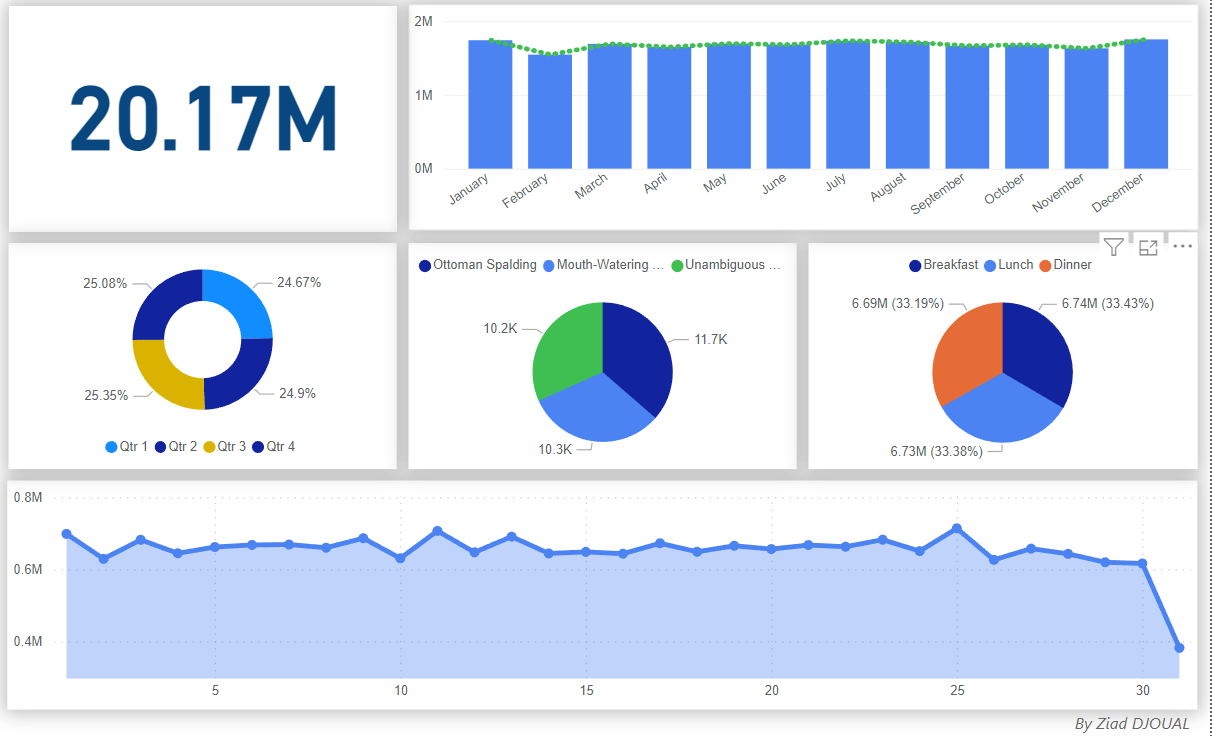 20.17M
2M
1M
0M
January February March April May June July August September October November December
25.08%
24.67%
25.35%
24.9%
Qtr 1 Qtr 2 Qtr 3 Qtr 4
Ottoman Spalding Mouth-Watering ... Unambiguous ...
10.2K
11.7K
10.3K
Breakfast Lunch Dinner
6.69M (33.19%)
6.74M (33.43%)
6.73M (33.38%)
0.8M
0.6M
0.4M
5 10 15 20 25 30
By Ziad DJOUAL